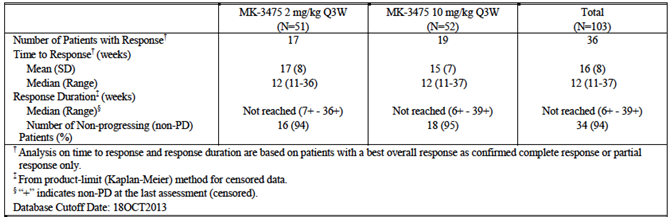 MK-3475 2 mg/kg Q3W MK-3475 10 mg/kg Q3W Total
(N=51) (N=52) (N=103)
Number of Patients with Response† 17 19 36
Time to Response† (weeks)
Mean (SD) 17 (8) 15 (7) 16 (8)
Median (Range) 12 (11-36) 12 (11-37) 12 (11-37)
Response Duration‡ (weeks)
Median (Range)§ Not reached (7+ - 36+) Not reached (6+ - 39+) Not reached (6+ - 39+)
Number of Non-progressing (non-PD) 16 (94) 18 (95) 34 (94)
Patients (%)
† Analysis on time to response and response duration are based on patients with a best overall response as confirmed complete response or partial
response only.
‡ From product-limit (Kaplan-Meier) method for censored data.
§ “+” indicates non-PD at the last assessment (censored).
Database Cutoff Date: 18OCT2013